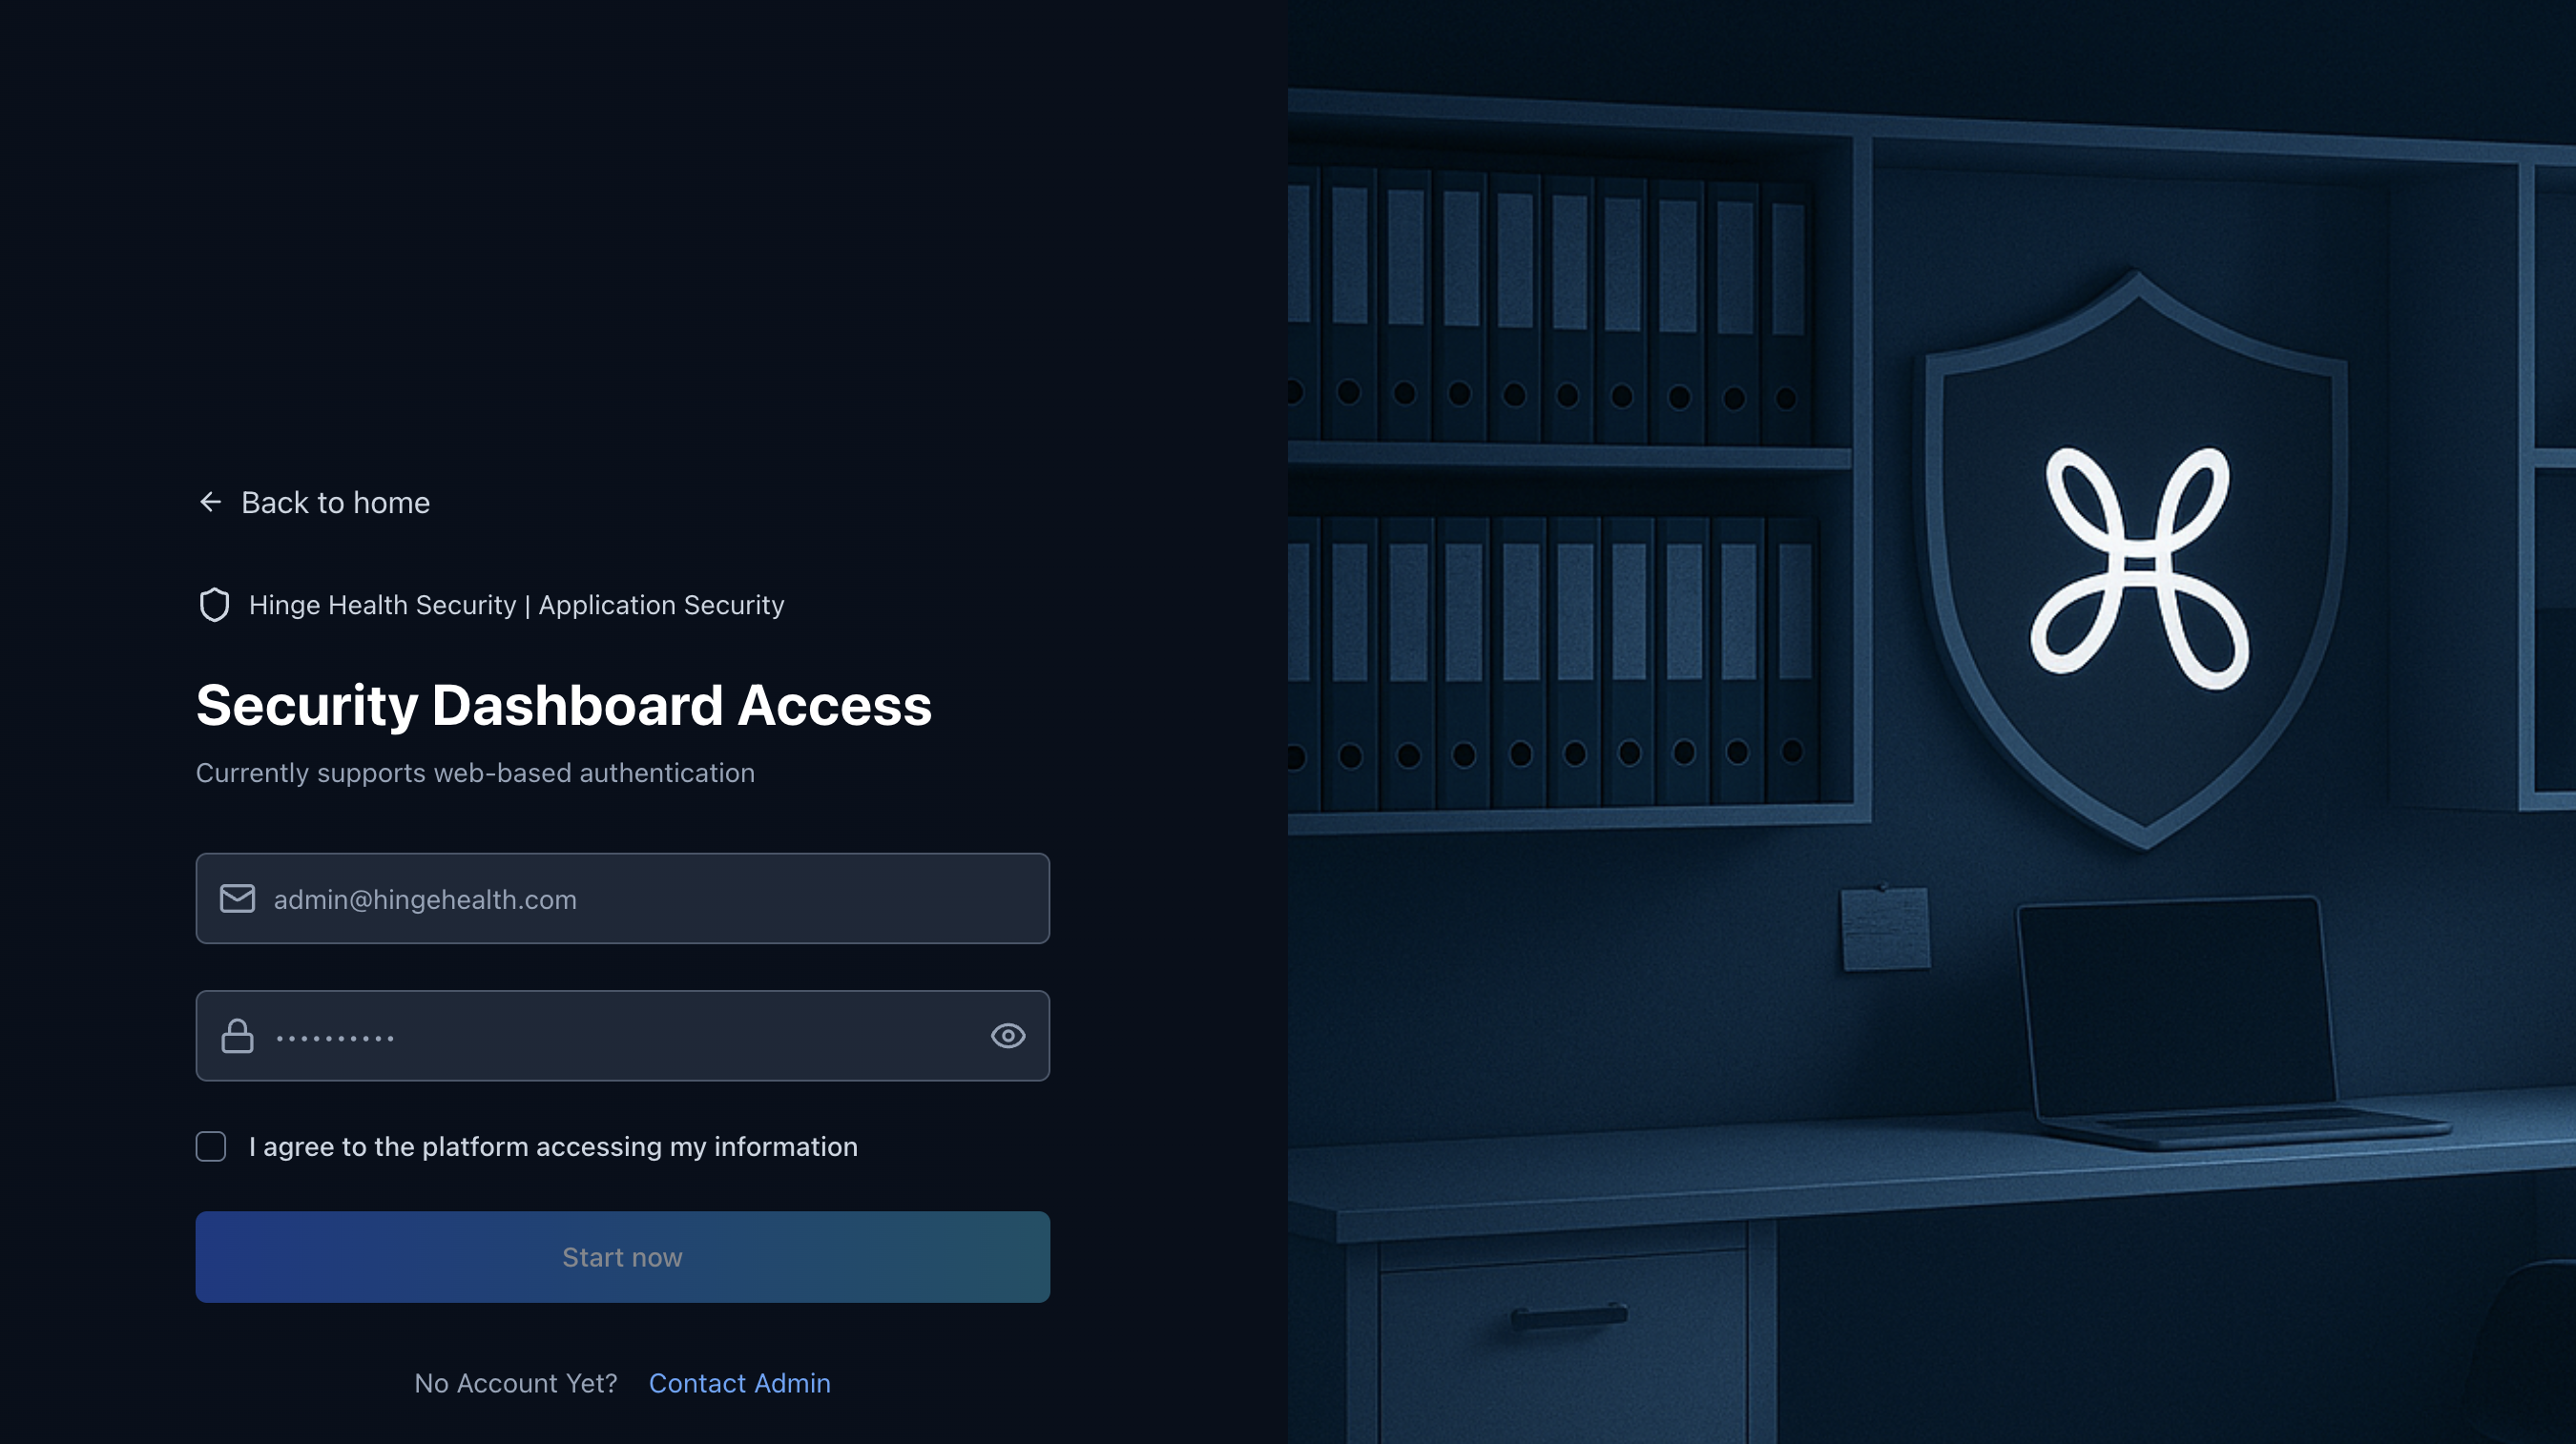 Back to home
Hinge Health Security | Application Security
Security Dashboard Access
Currently supports web-based authentication
admin@hingehealth.com
••••••••••
I agree to the platform accessing my information
Start now
No Account Yet? Contact Admin